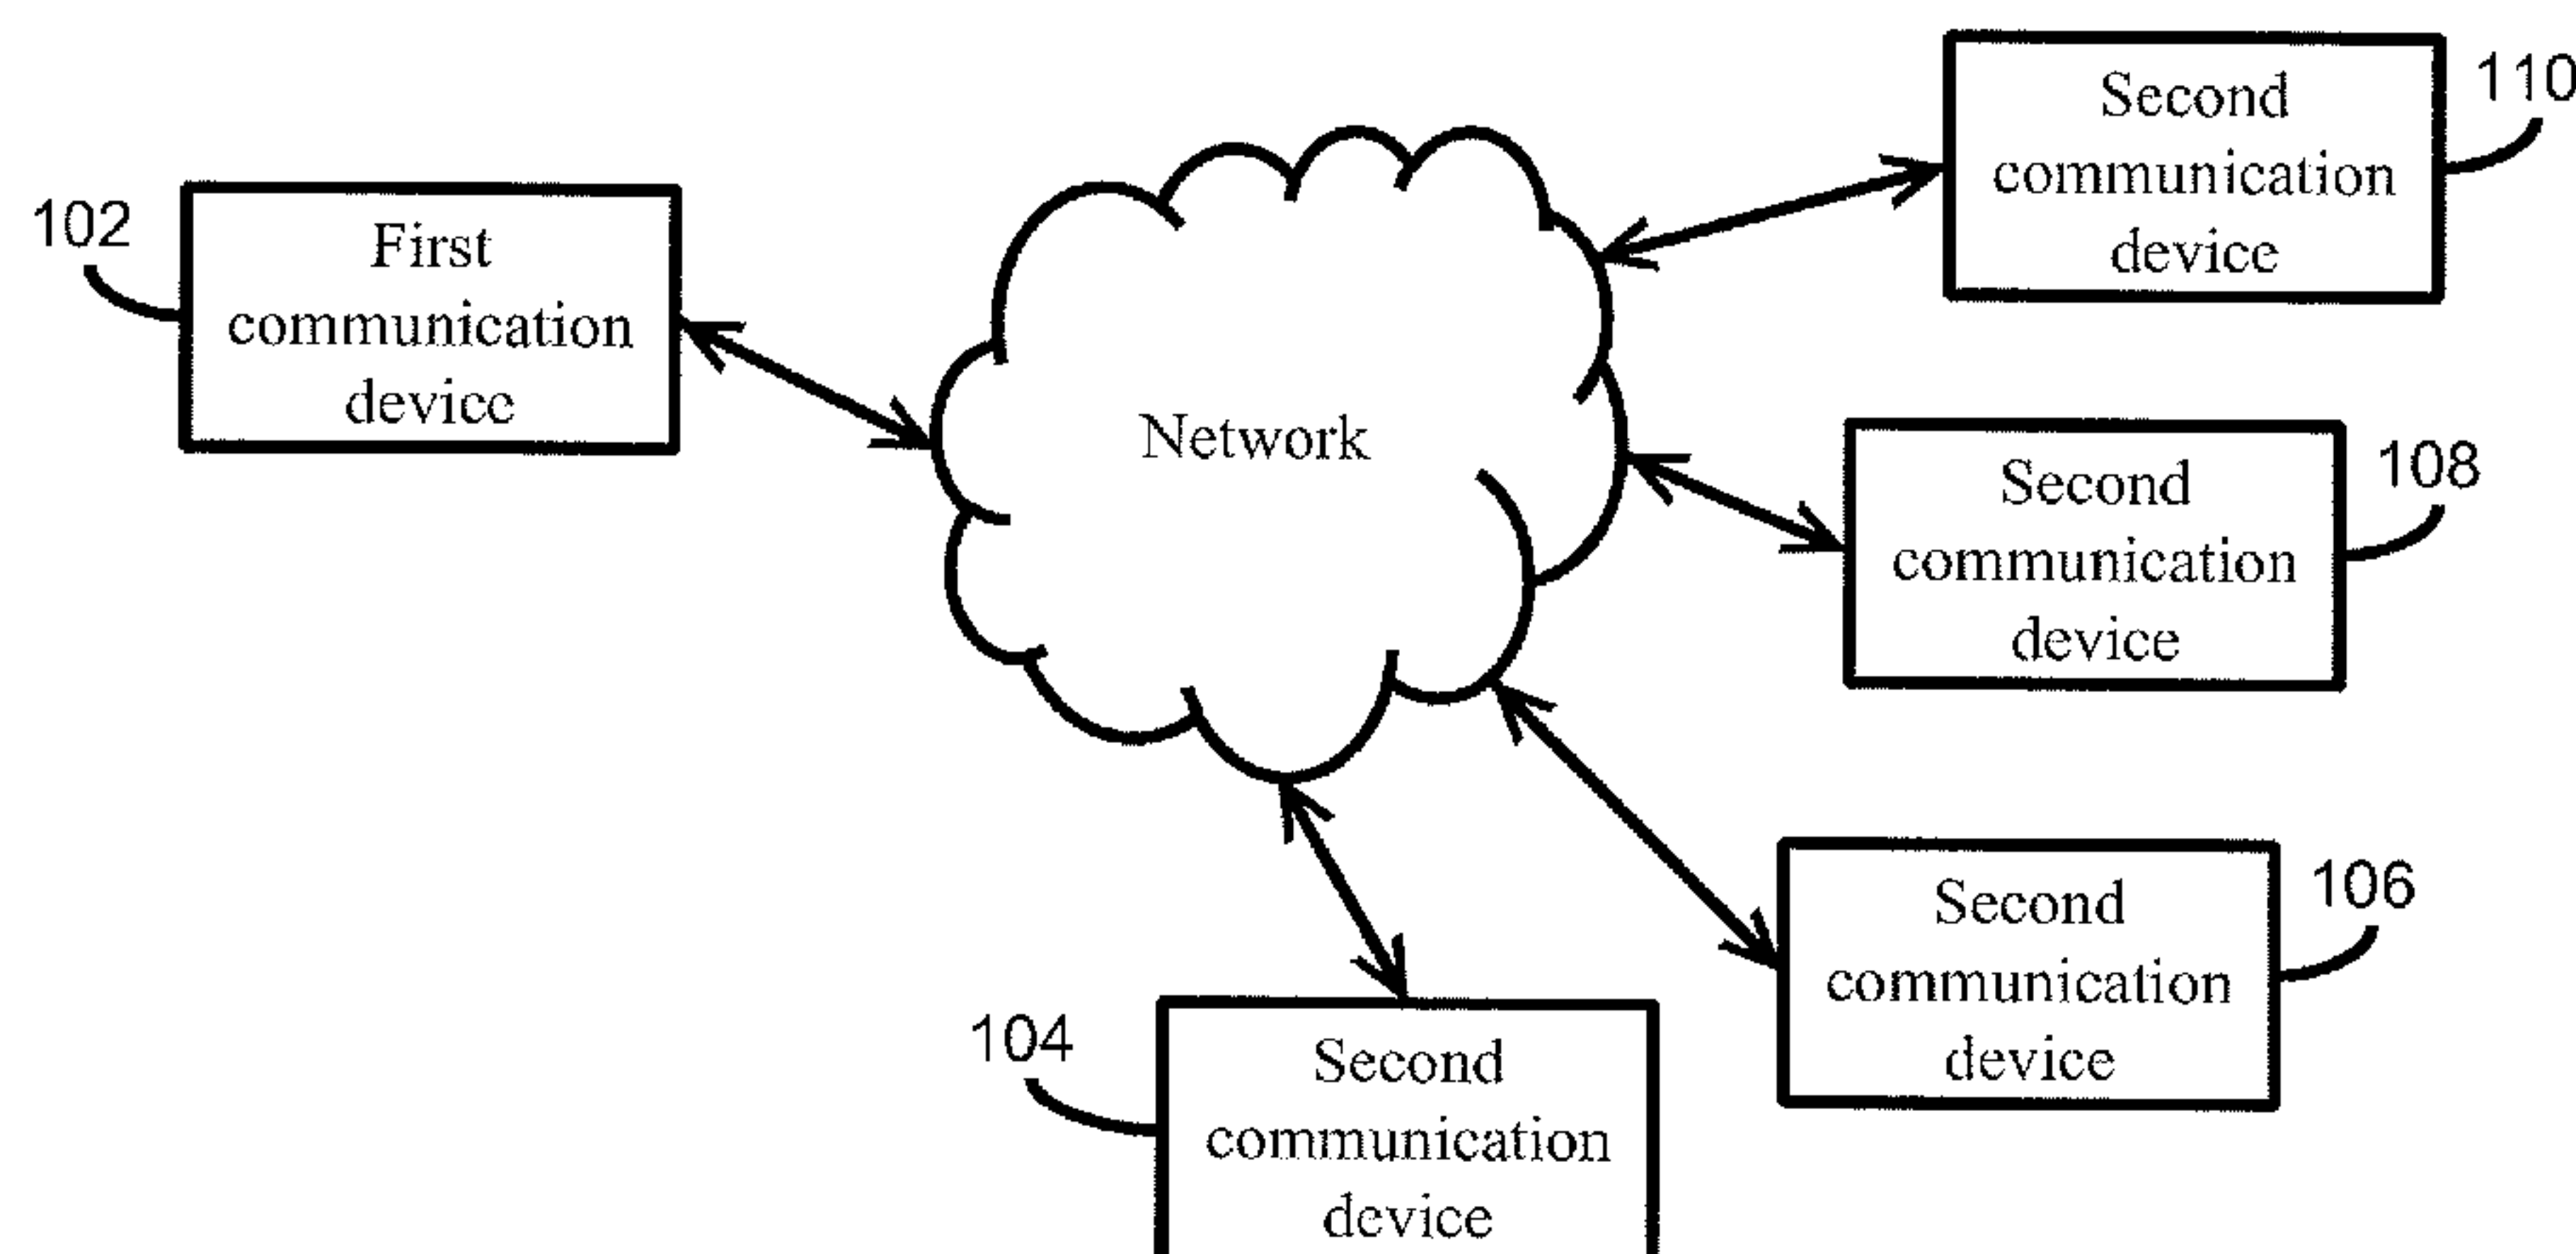 110
Second
communication
device
102
First
communication
device
Network
108
Second
communication
device
106
Second
communication
device
104
Second
communication
device